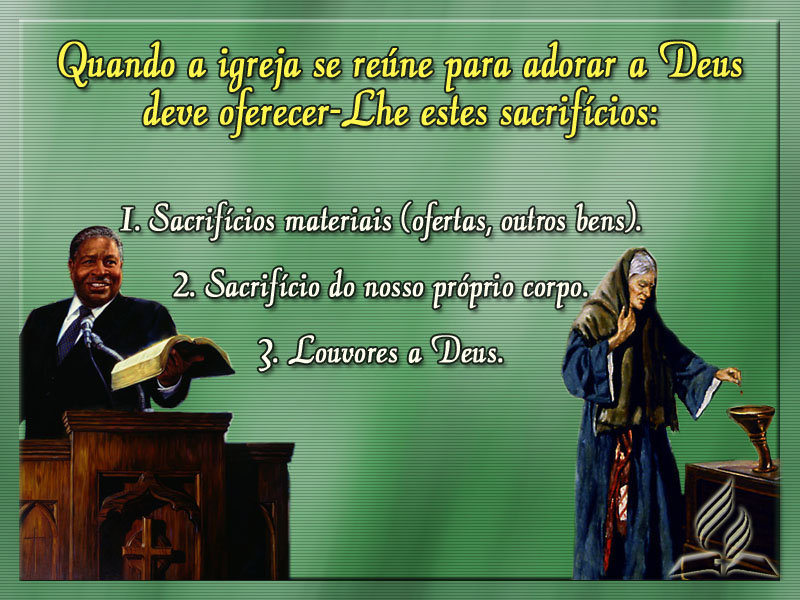 Quando a igreja se reúne para adorar a Deus
deve oferecer-Lhe estes sacrifícios:
1. Sacrifícios materiais (ofertas, outros bens).
2. Sacrifício do nosso próprio corpo.
3. Louvores a Deus.